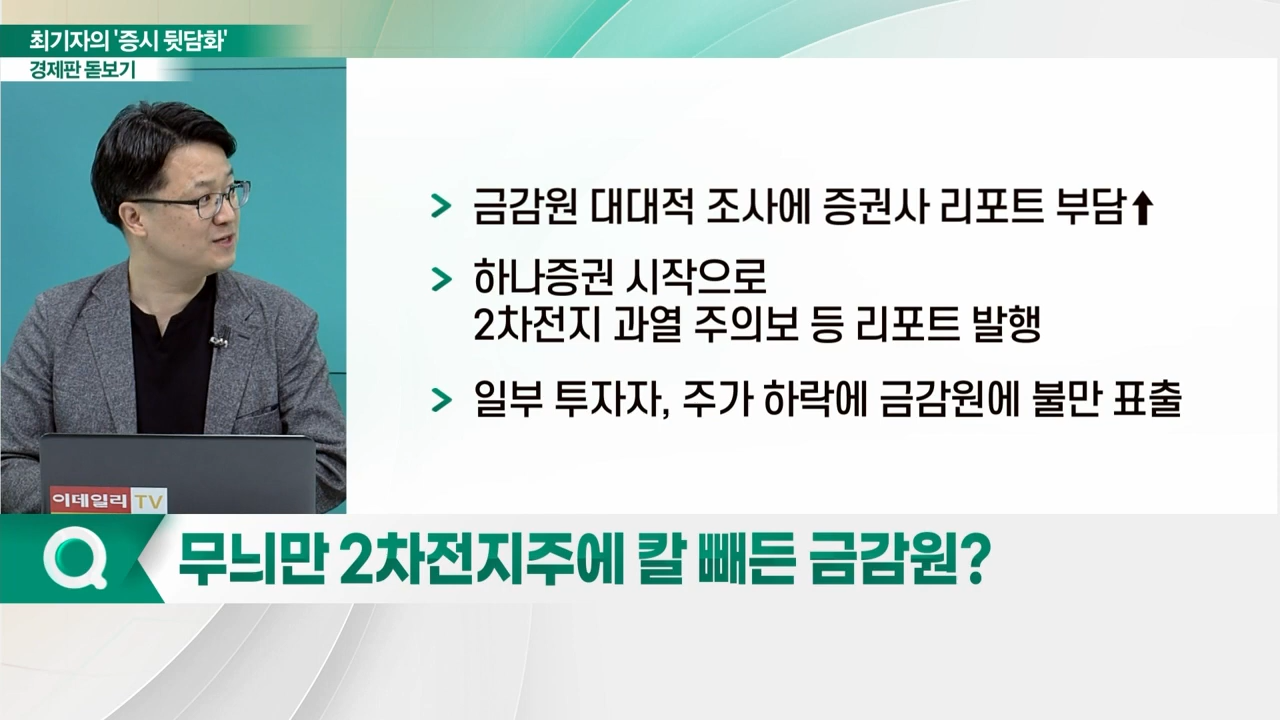 최기자의 '증시 뒷담화'
경제판 돋보기
> 금감원 대대적 조사에 증권사 리포트 부담⬆
> 하나증권 시작으로
2차전지 과열 주의보 등 리포트 발행
> 일부 투자자, 주가 하락에 금감원에 불만 표출
이데일리 TV
Q 무늬만 2차전지주에 칼 빼든 금감원?